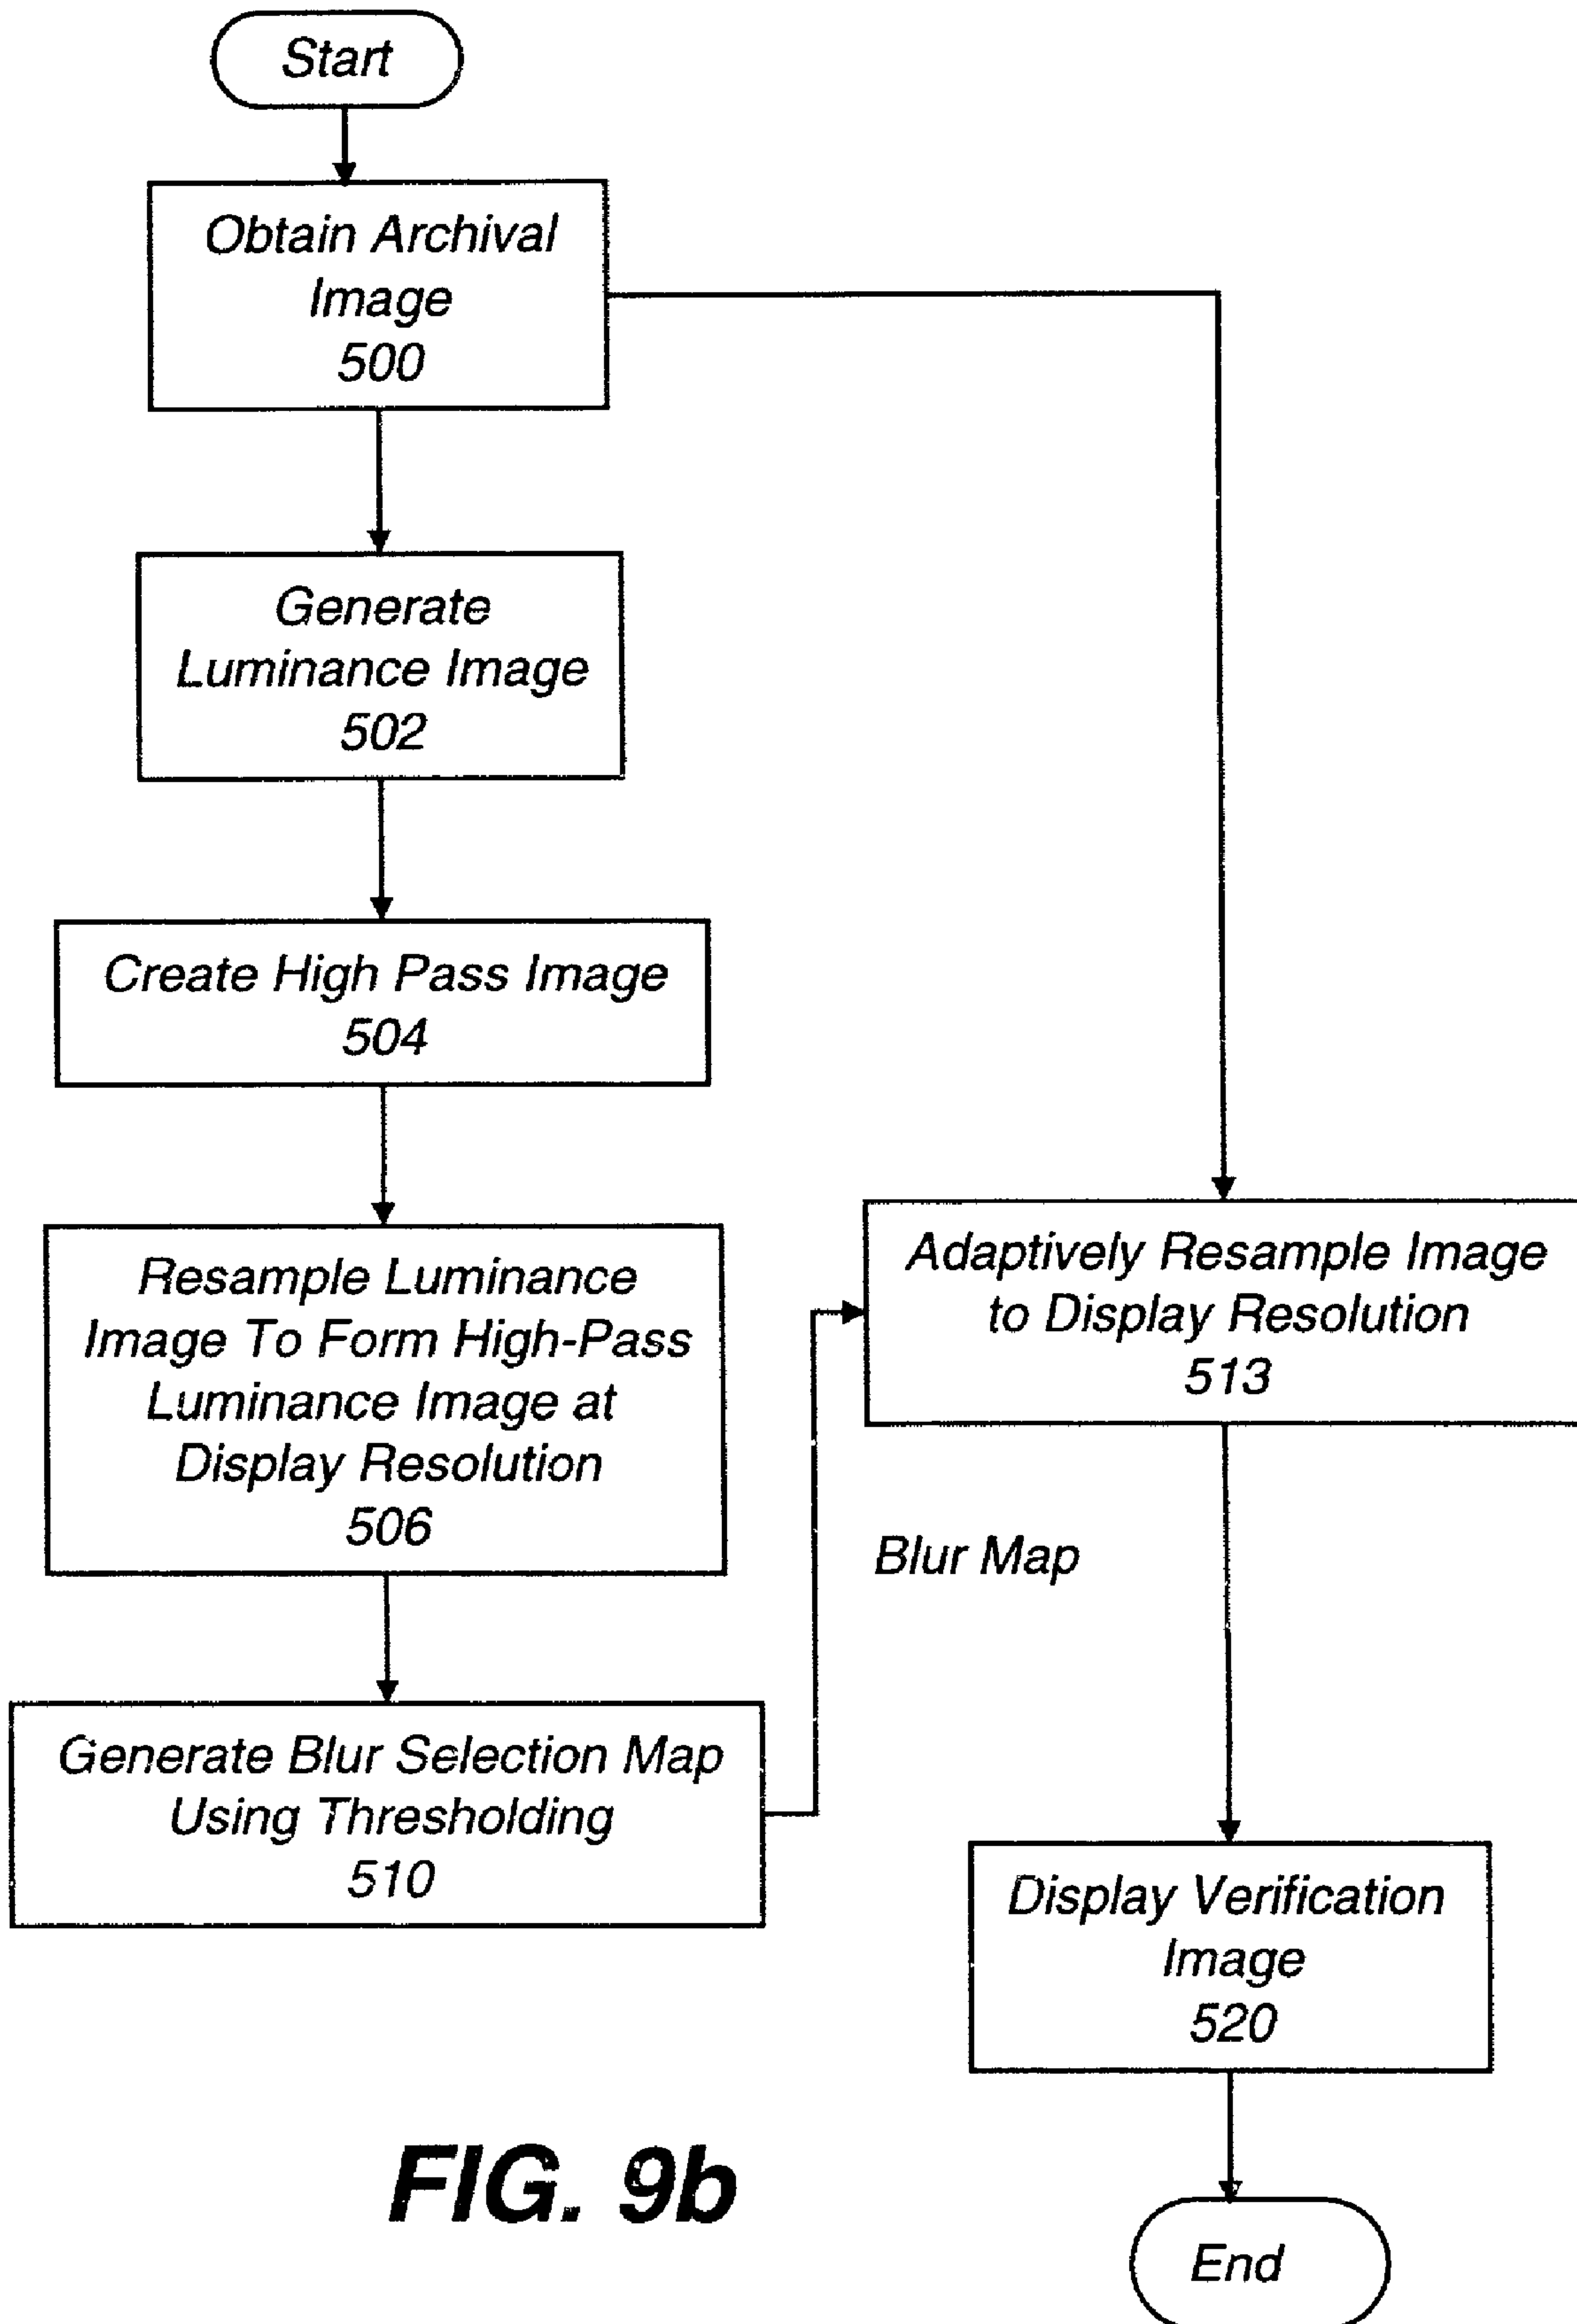 Start
Obtain Archival
Image
500
Generate
Luminance Image
502
Create High Pass Image
504
Resample Luminance
Image To Form High-Pass
Luminance Image at
Display Resolution
506
Generate Blur Selection Map
Using Thresholding
510
Blur Map
Adaptively Resample Image
to Display Resolution
513
Display Verification
Image
520
End
FIG. 9b